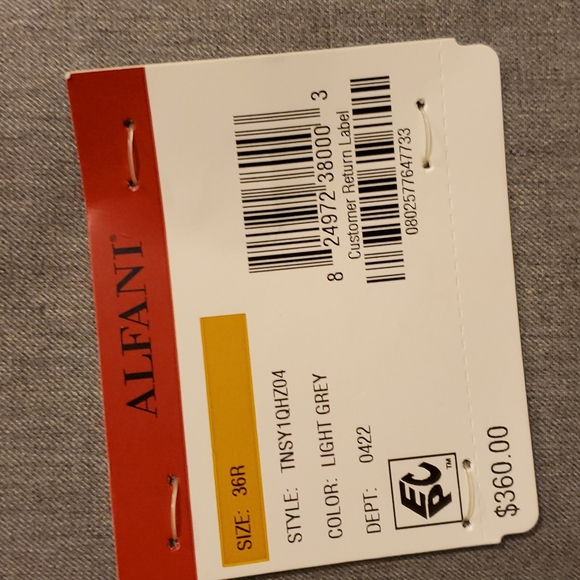 ALFANI®
SIZE: 36R
STYLE: TNSY1QHZ04
COLOR: LIGHT GREY
DEPT: 0422
8 24972 38000 3
Customer Return Label
0802577647733
EPC™
$360.00